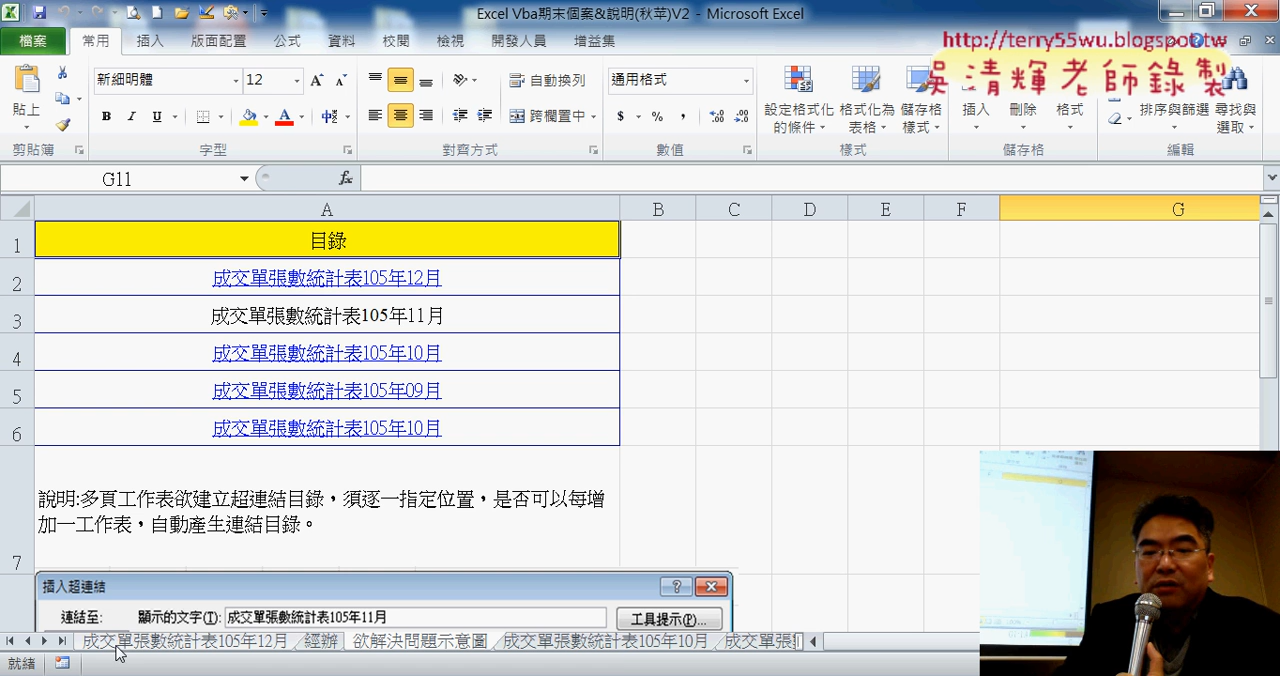 Excel Vba期末個案&說明(秋苹)V2 - Microsoft Excel
檔案 常用 插入 版面配置 公式 資料 校閱 檢視 開發人員 增益集
http://terry55wu.blogspot.tw
吳清輝老師錄製
新細明體 12 自動換列 通用格式
貼上 B I U 跨欄置中 $ % , 設定格式化的條件 格式化為表格 儲存格樣式 插入 刪除 格式 排序與篩選 尋找與選取
剪貼簿 字型 對齊方式 數值 樣式 儲存格 編輯
G11 fx
A B C D E F G
1 目錄
2 成交單張數統計表105年12月
3 成交單張數統計表105年11月
4 成交單張數統計表105年10月
5 成交單張數統計表105年09月
6 成交單張數統計表105年10月
說明:多頁工作表欲建立超連結目錄，須逐一指定位置，是否可以每增
加一工作表，自動產生連結目錄。
7
插入超連結
連結至: 顯示的文字(T): 成交單張數統計表105年11月 工具提示(P)...
成交單張數統計表105年12月 經辦 欲解決問題示意圖 成交單張數統計表105年10月 成交單張
就緒